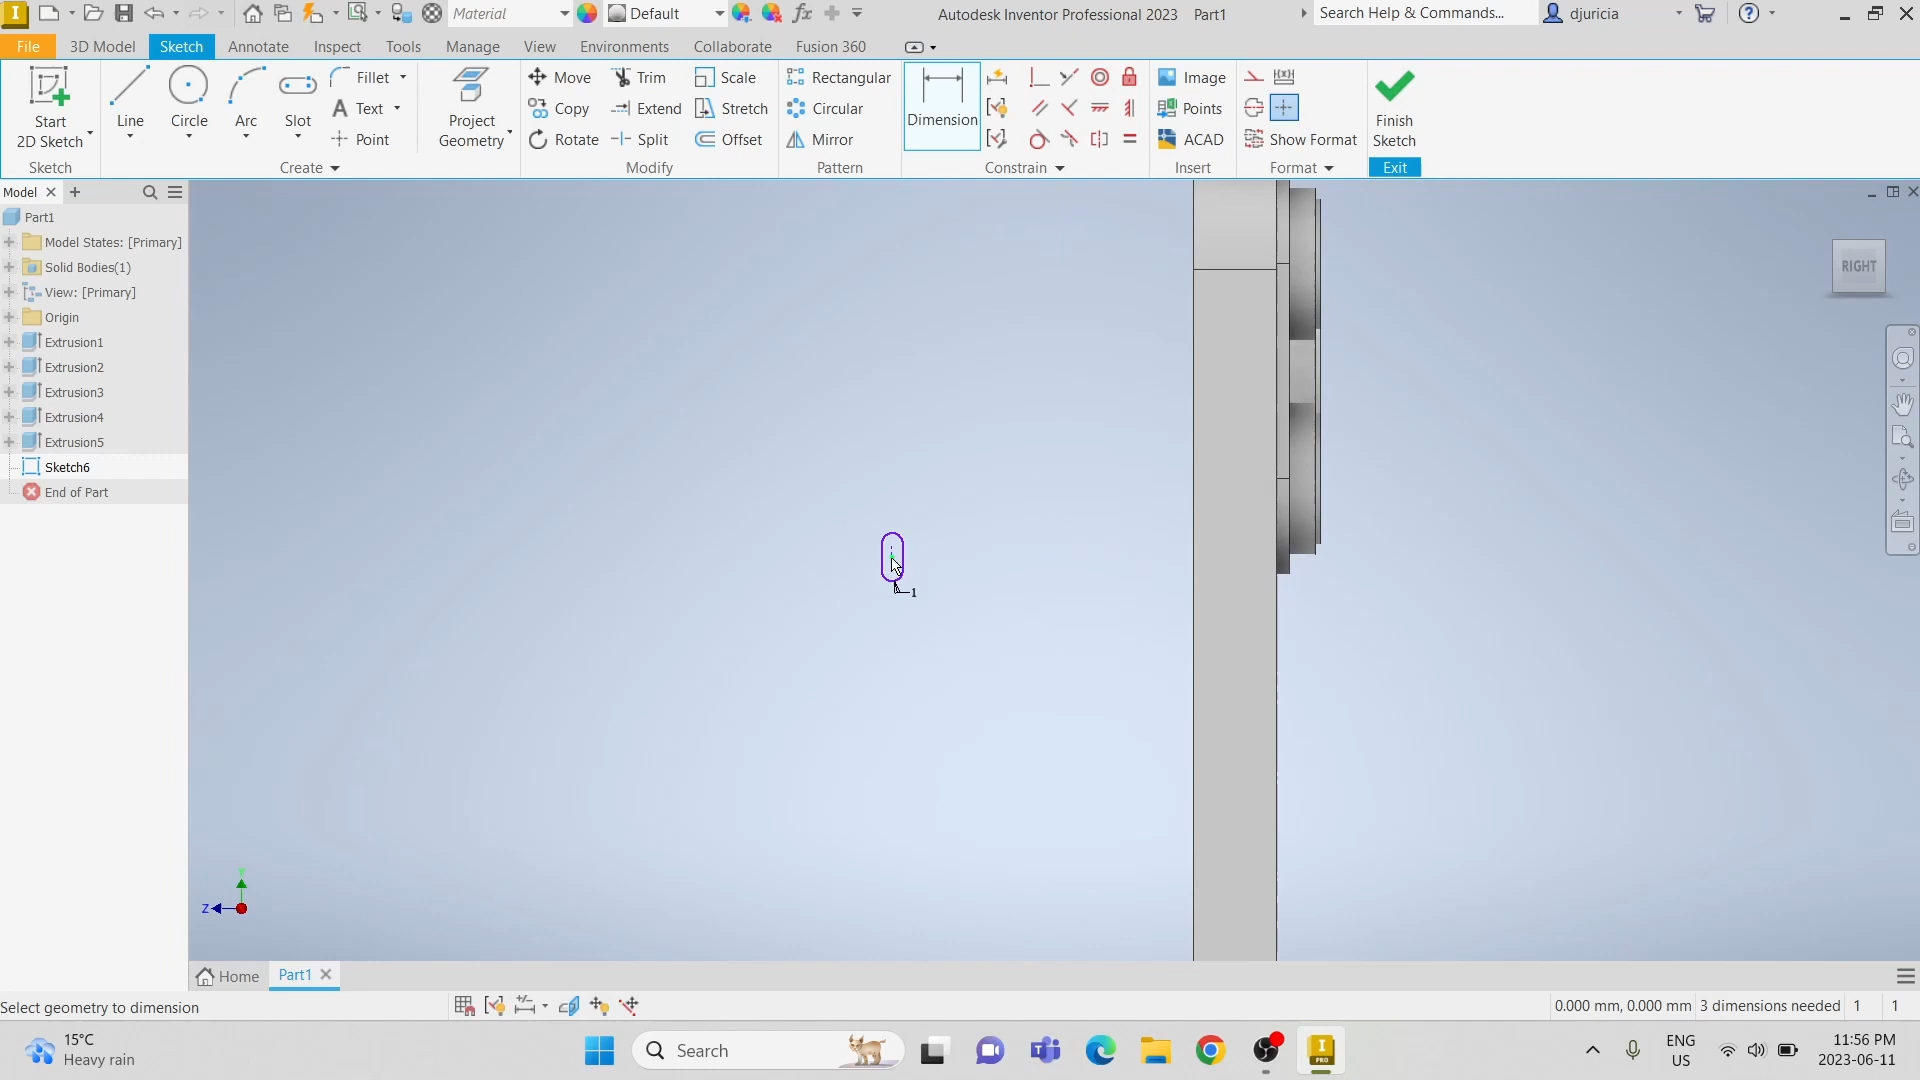 I Material Default fx Autodesk Inventor Professional 2023 Part1 Search Help & Commands... djuricia
File 3D Model Sketch Annotate Inspect Tools Manage View Environments Collaborate Fusion 360
Start
2D Sketch
Line
Circle
Arc
Slot
Fillet
Text
Point
Project
Geometry
Move
Copy
Rotate
Trim
Extend
Split
Scale
Stretch
Offset
Rectangular
Circular
Mirror
Dimension
Image
Points
ACAD
Show Format
Finish
Sketch
Sketch Create Modify Pattern Constrain Insert Format Exit
Model
Part1
Model States: [Primary]
Solid Bodies(1)
View: [Primary]
Origin
Extrusion1
Extrusion2
Extrusion3
Extrusion4
Extrusion5
Sketch6
End of Part
RIGHT
1
Y
Z
Home Part1
Select geometry to dimension 0.000 mm, 0.000 mm 3 dimensions needed 1 1
15°C
Heavy rain
Search
I
PRO
ENG
US
11:56 PM
2023-06-11